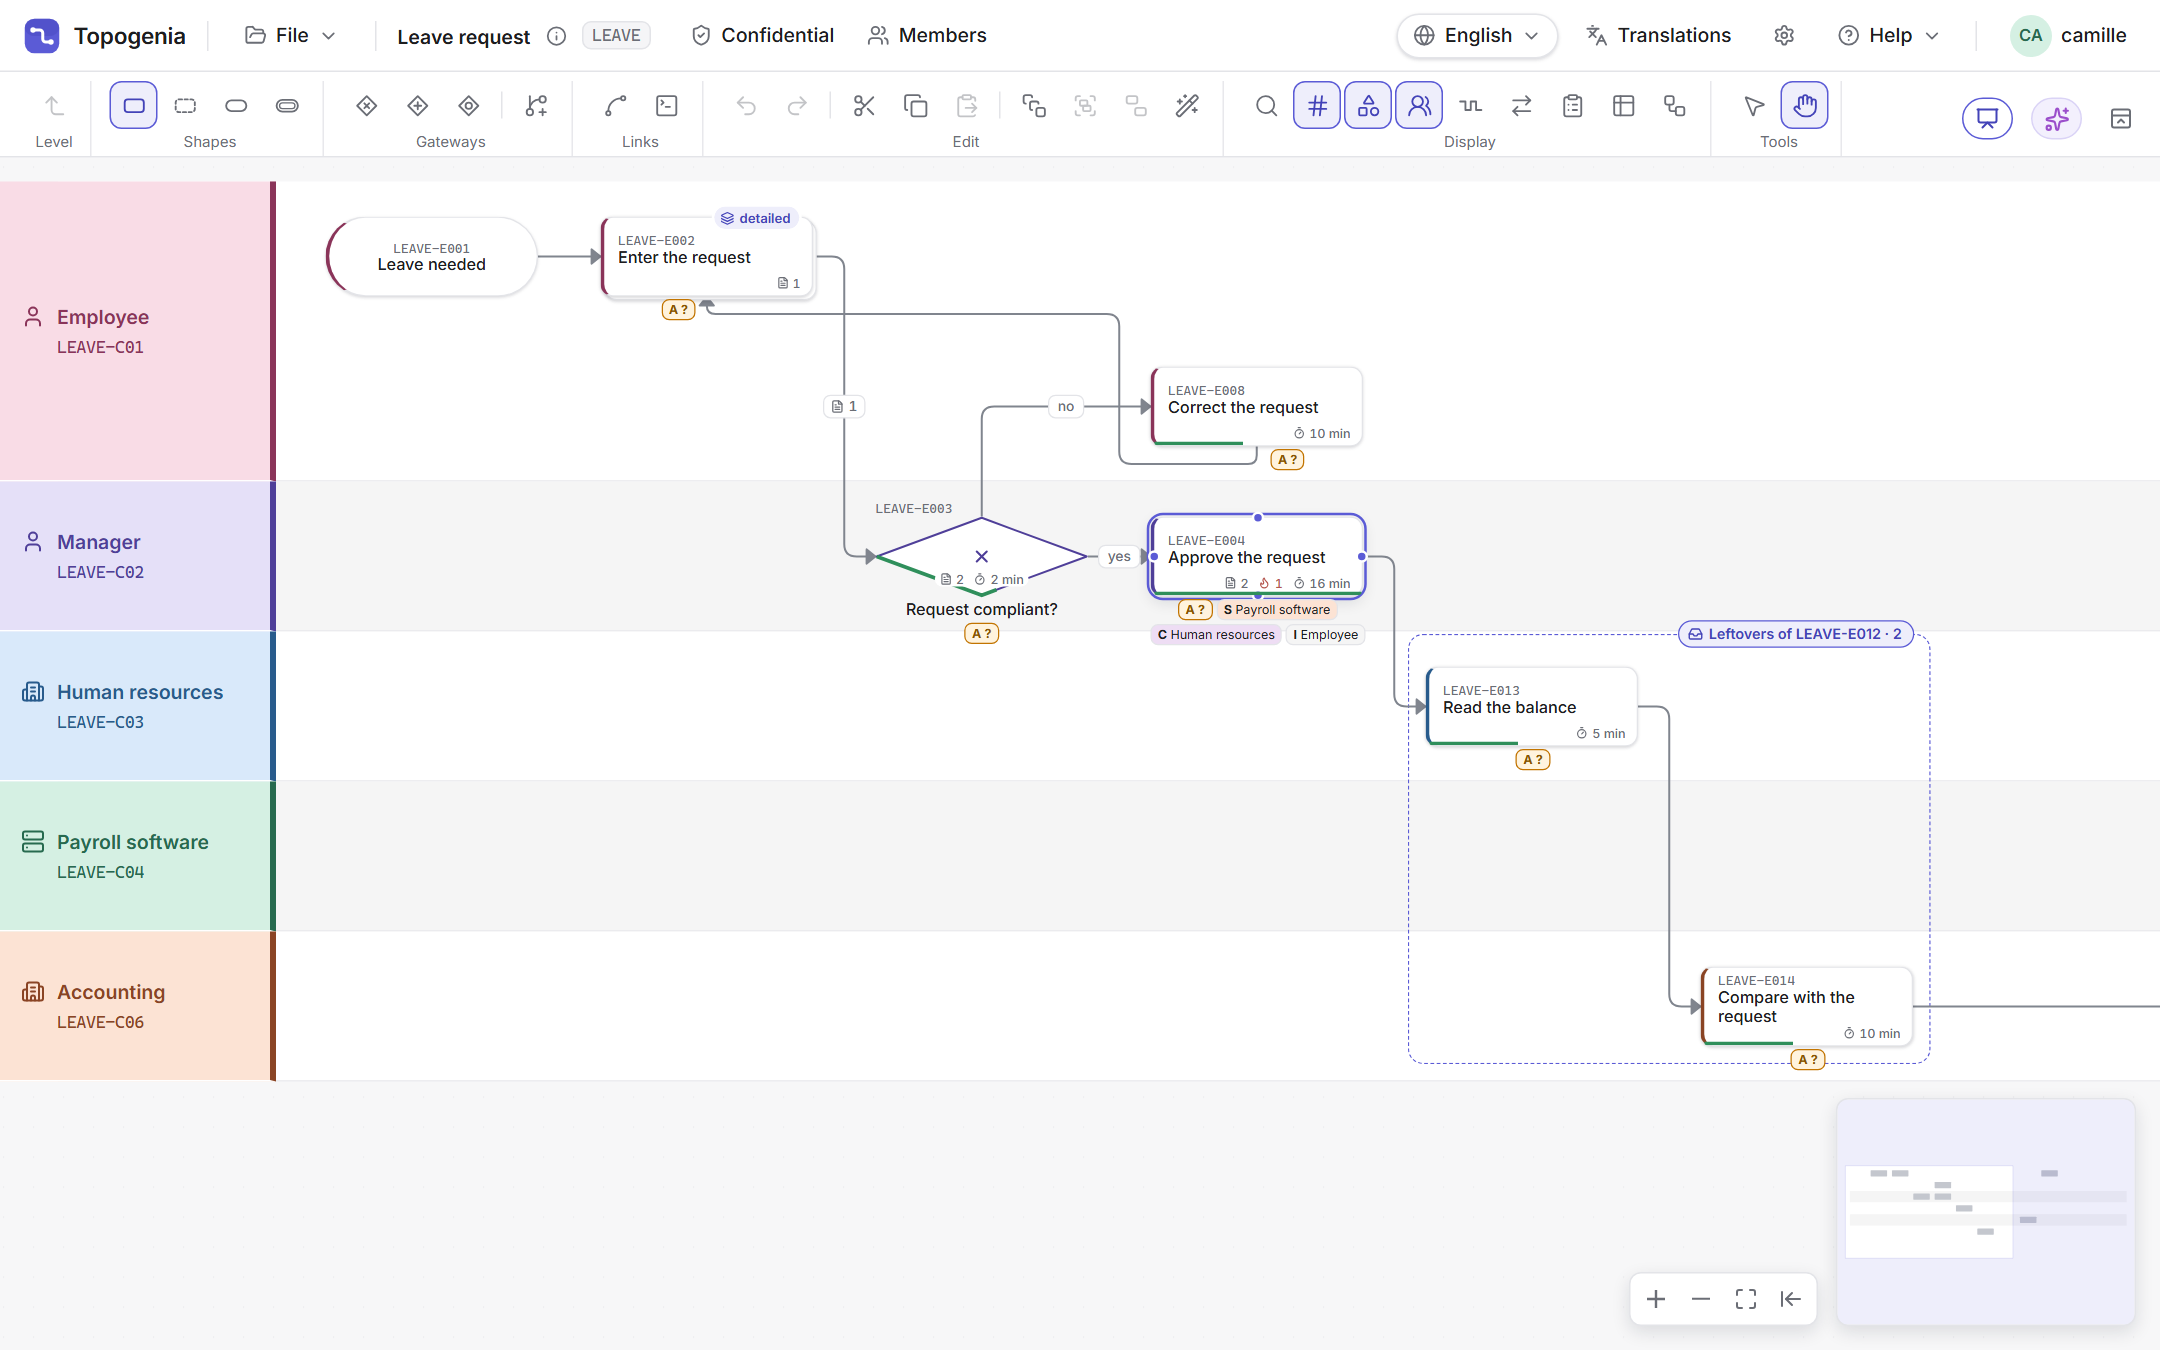 Topogenia
File
Leave request
LEAVE
Confidential
Members
English
Translations
Help
CA
camille
Level
Shapes
Gateways
Links
Edit
Display
Tools
Employee
LEAVE-C01
Manager
LEAVE-C02
Human resources
LEAVE-C03
Payroll software
LEAVE-C04
Accounting
LEAVE-C06
LEAVE-E001
Leave needed
detailed
LEAVE-E002
Enter the request
1
A ?
1
no
LEAVE-E008
Correct the request
10 min
A ?
LEAVE-E003
2 2 min
Request compliant?
A ?
yes
LEAVE-E004
Approve the request
2 1 16 min
A ? S Payroll software
C Human resources I Employee
Leftovers of LEAVE-E012 · 2
LEAVE-E013
Read the balance
5 min
A ?
LEAVE-E014
Compare with the
request
10 min
A ?